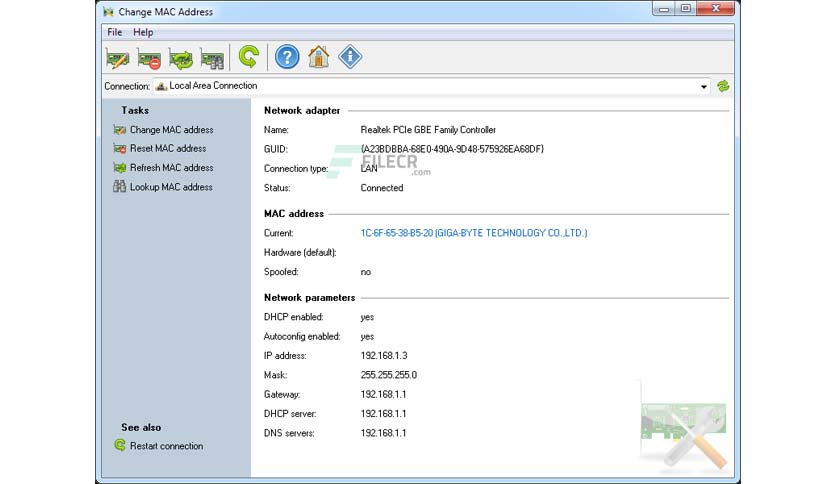 Change MAC Address
File Help
Connection: Local Area Connection
Tasks
Change MAC address
Reset MAC address
Refresh MAC address
Lookup MAC address
See also
Restart connection
Network adapter
Name: Realtek PCIe GBE Family Controller
GUID: {A23BDBBA-68E0-490A-9D48-575926EA68DF}
Connection type: LAN
Status: Connected
FILECR
.com
MAC address
Current: 1C-6F-65-38-B5-20 (GIGA-BYTE TECHNOLOGY CO.,LTD.)
Hardware (default):
Spoofed: no
Network parameters
DHCP enabled: yes
Autoconfig enabled: yes
IP address: 192.168.1.3
Mask: 255.255.255.0
Gateway: 192.168.1.1
DHCP server: 192.168.1.1
DNS servers: 192.168.1.1